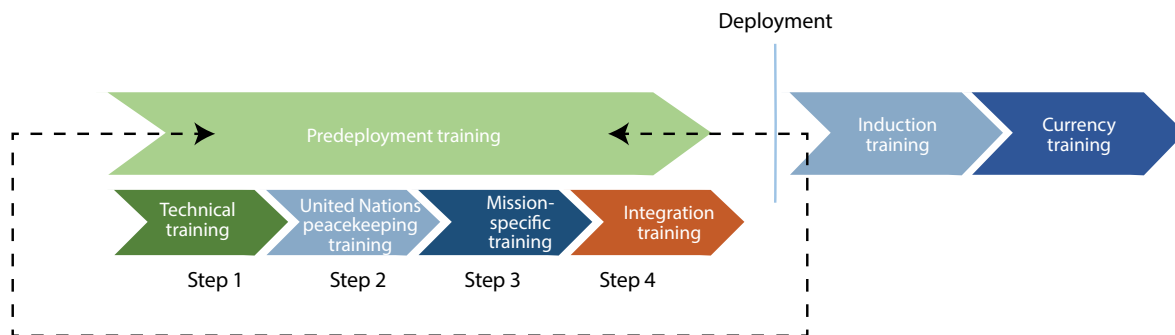 Deployment
Predeployment training
Induction
training
Currency
training
Technical
training
United Nations
peacekeeping
training
Mission-
specific
training
Integration
training
Step 1
Step 2
Step 3
Step 4